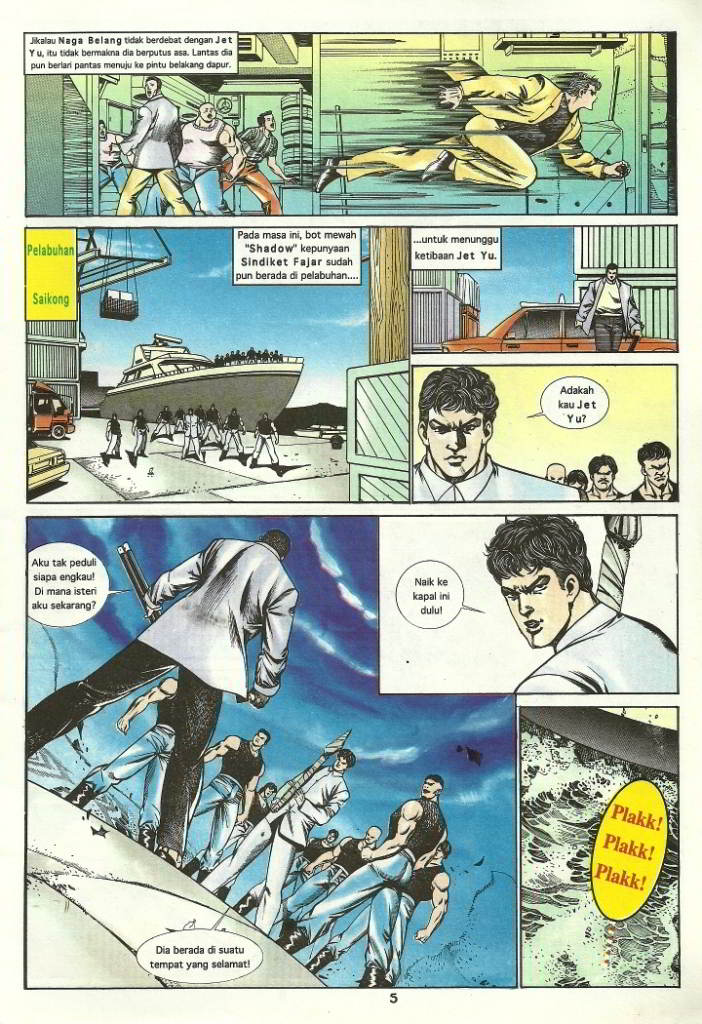 Jikalau Naga Belang tidak berdebat dengan Jet
Yu, itu tidak bermakna dia berputus asa. Lantas dia
pun berlari pantas menuju ke pintu belakang dapur.
Pelabuhan
Saikong
Pada masa ini, bot mewah
"Shadow" kepunyaan
Sindiket Fajar sudah
pun berada di pelabuhan....
...untuk menunggu
ketibaan Jet Yu.
Adakah
kau Jet
Yu?
Aku tak peduli
siapa engkau!
Di mana isteri
aku sekarang?
Naik ke
kapal ini
dulu!
Dia berada di suatu
tempat yang selamat!
Plakk!
Plakk!
Plakk!
5